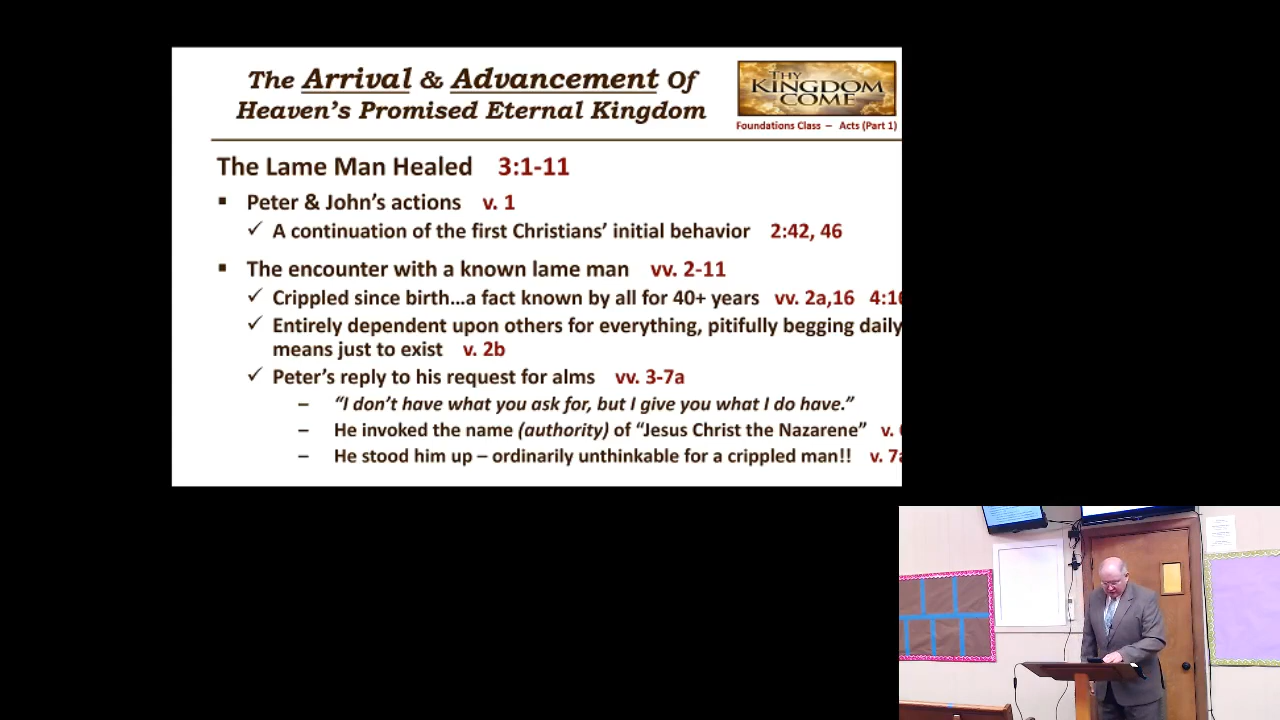 The Arrival & Advancement Of
Heaven's Promised Eternal Kingdom
THY
KINGDOM
COME
Foundations Class – Acts (Part 1)
The Lame Man Healed 3:1-11
▪ Peter & John's actions v. 1
✓ A continuation of the first Christians' initial behavior 2:42, 46
▪ The encounter with a known lame man vv. 2-11
✓ Crippled since birth…a fact known by all for 40+ years vv. 2a,16 4:16
✓ Entirely dependent upon others for everything, pitifully begging daily
means just to exist v. 2b
✓ Peter's reply to his request for alms vv. 3-7a
– "I don't have what you ask for, but I give you what I do have."
– He invoked the name (authority) of "Jesus Christ the Nazarene" v.
– He stood him up – ordinarily unthinkable for a crippled man!! v. 7a